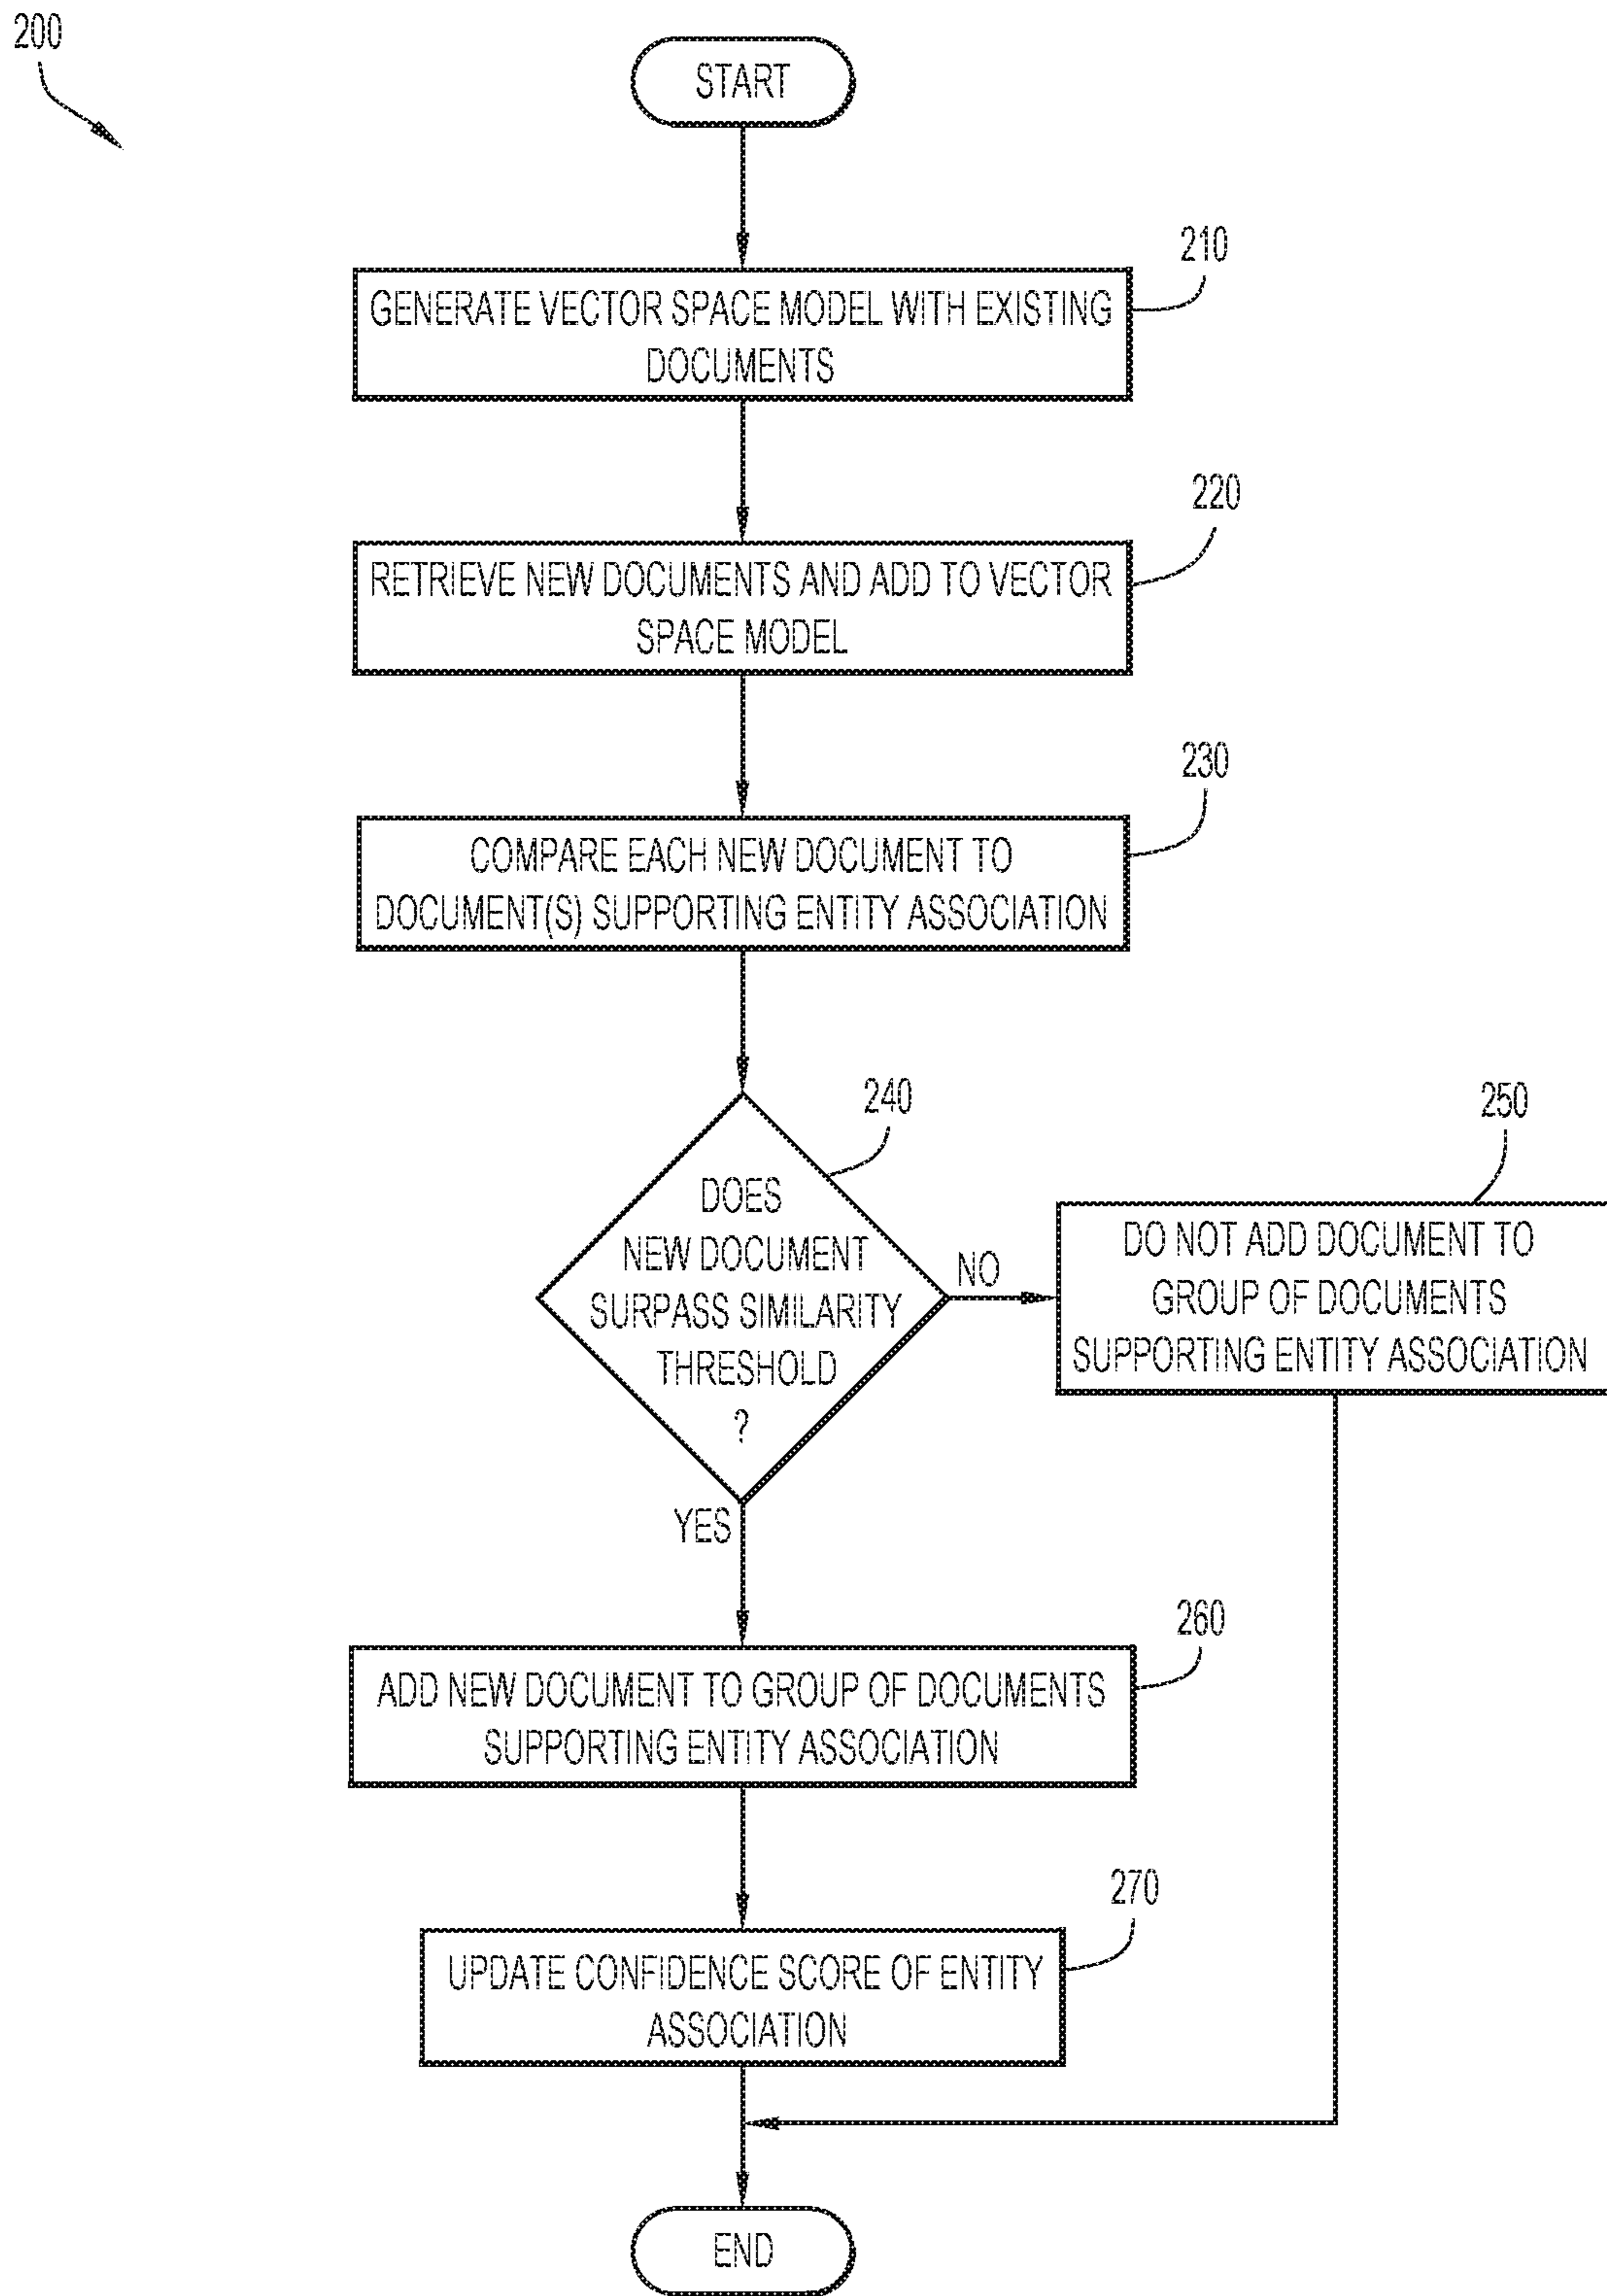 200
START
210
GENERATE VECTOR SPACE MODEL WITH EXISTING
DOCUMENTS
220
RETRIEVE NEW DOCUMENTS AND ADD TO VECTOR
SPACE MODEL
230
COMPARE EACH NEW DOCUMENT TO
DOCUMENT(S) SUPPORTING ENTITY ASSOCIATION
240
DOES
NEW DOCUMENT
SURPASS SIMILARITY
THRESHOLD
?
NO
250
DO NOT ADD DOCUMENT TO
GROUP OF DOCUMENTS
SUPPORTING ENTITY ASSOCIATION
YES
260
ADD NEW DOCUMENT TO GROUP OF DOCUMENTS
SUPPORTING ENTITY ASSOCIATION
270
UPDATE CONFIDENCE SCORE OF ENTITY
ASSOCIATION
END